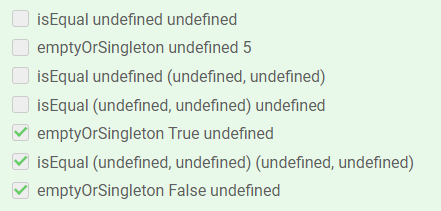 isEqual undefined undefined
emptyOrSingleton undefined 5
isEqual undefined (undefined, undefined)
isEqual (undefined, undefined) undefined
emptyOrSingleton True undefined
isEqual (undefined, undefined) (undefined, undefined)
emptyOrSingleton False undefined